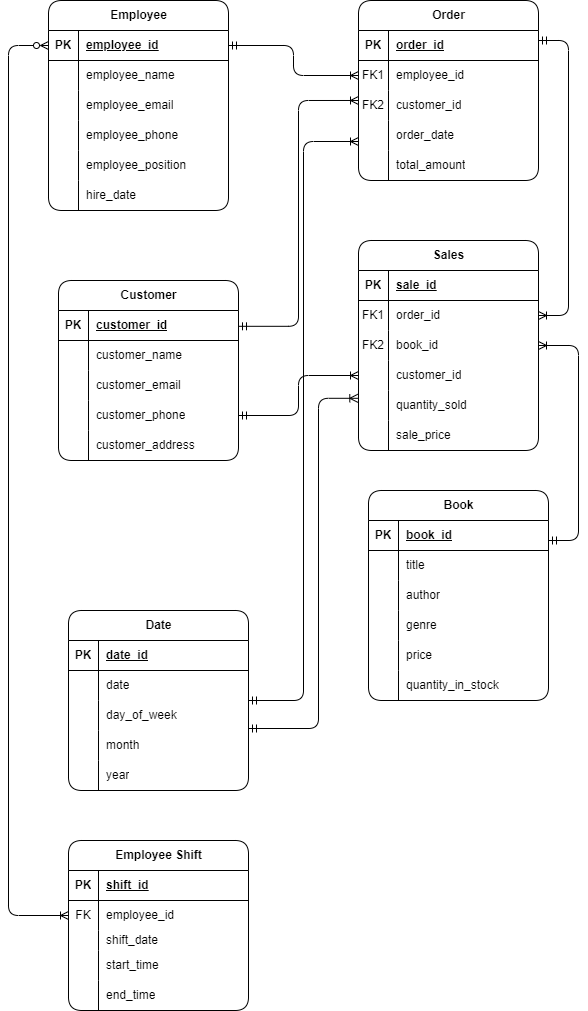 Employee
PK employee_id
employee_name
employee_email
employee_phone
employee_position
hire_date
Order
PK order_id
FK1 employee_id
FK2 customer_id
order_date
total_amount
Customer
PK customer_id
customer_name
customer_email
customer_phone
customer_address
Sales
PK sale_id
FK1 order_id
FK2 book_id
customer_id
quantity_sold
sale_price
Book
PK book_id
title
author
genre
price
quantity_in_stock
Date
PK date_id
date
day_of_week
month
year
Employee Shift
PK shift_id
FK employee_id
shift_date
start_time
end_time